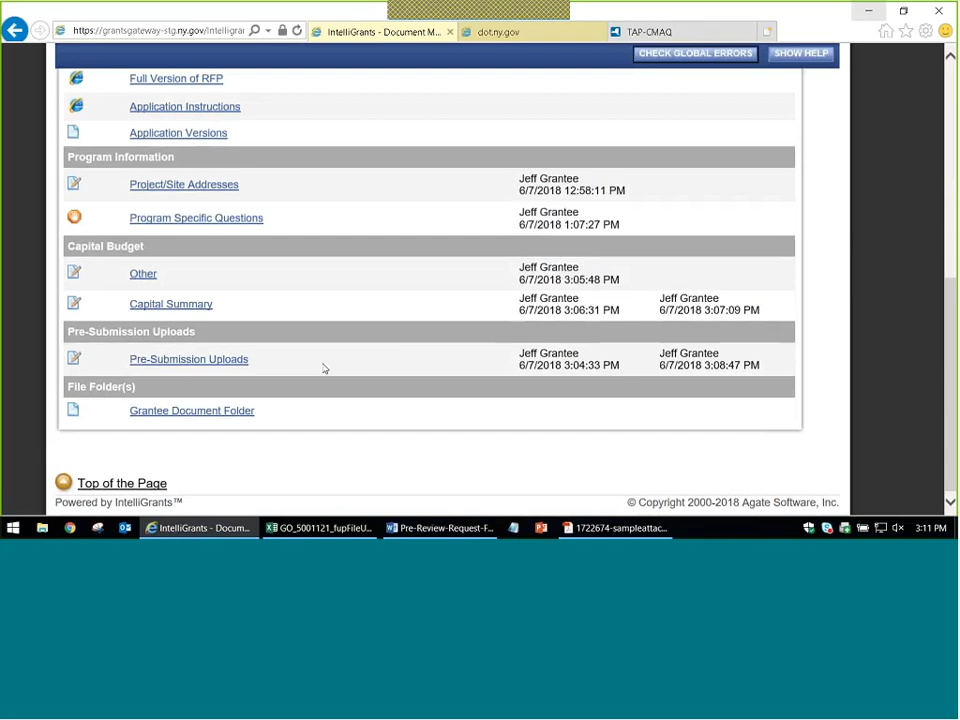 https://grantsgateway-stg.ny.gov/Intelligrar
IntelliGrants - Document M...
dot.ny.gov
TAP-CMAQ
CHECK GLOBAL ERRORS
SHOW HELP
Full Version of RFP
Application Instructions
Application Versions
Program Information
Project/Site Addresses
Jeff Grantee
6/7/2018 12:58:11 PM
Program Specific Questions
Jeff Grantee
6/7/2018 1:07:27 PM
Capital Budget
Other
Jeff Grantee
6/7/2018 3:05:48 PM
Capital Summary
Jeff Grantee
6/7/2018 3:06:31 PM
Jeff Grantee
6/7/2018 3:07:09 PM
Pre-Submission Uploads
Pre-Submission Uploads
Jeff Grantee
6/7/2018 3:04:33 PM
Jeff Grantee
6/7/2018 3:08:47 PM
File Folder(s)
Grantee Document Folder
Top of the Page
Powered by IntelliGrants™
© Copyright 2000-2018 Agate Software, Inc.
IntelliGrants - Docum...
GO_5001121_fupFileU...
Pre-Review-Request-F...
1722674-sampleattac...
3:11 PM